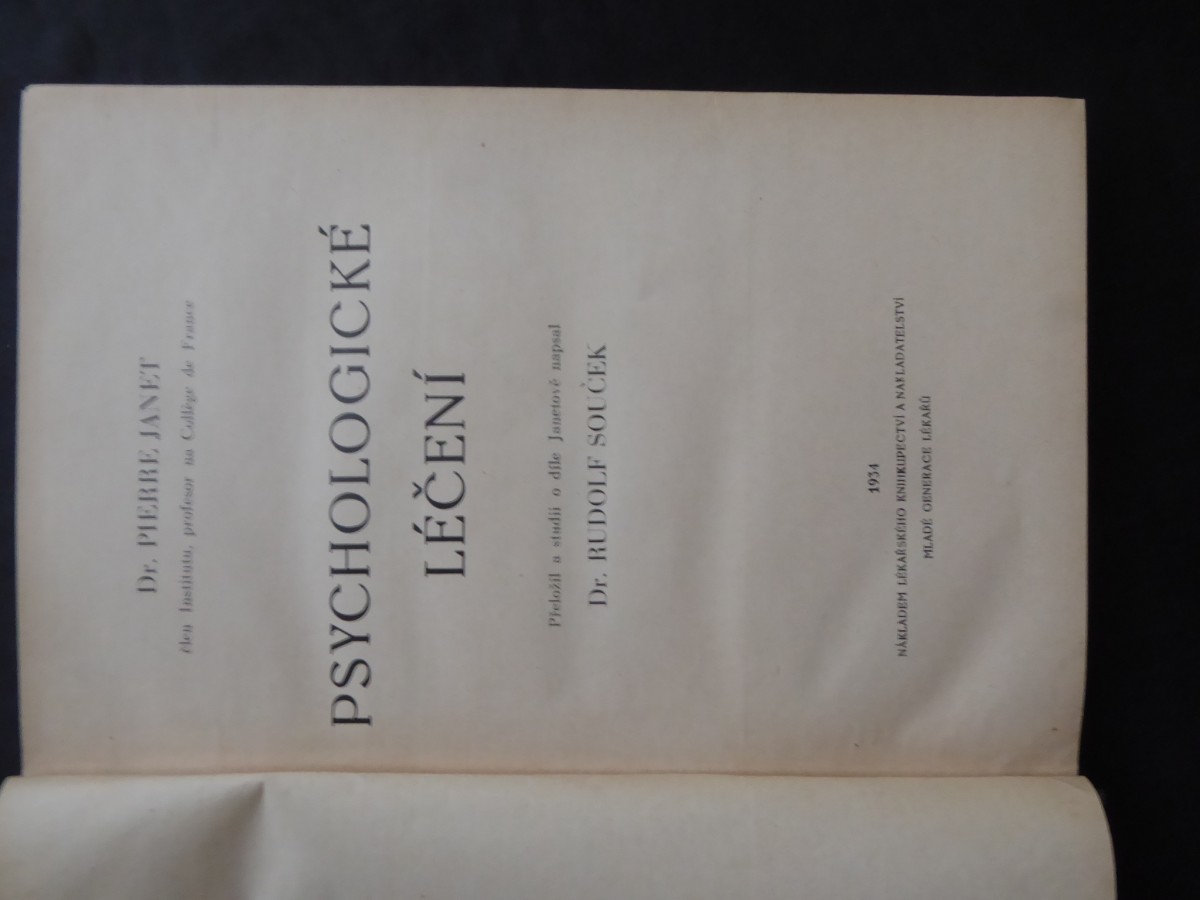 Dr. PIERRE JANET
člen Institutu, profesor na Collège de France
PSYCHOLOGICKÉ
LÉČENÍ
Přeložil a studii o díle Janetově napsal
Dr. RUDOLF SOUČEK
1934
NÁKLADEM LÉKAŘSKÉHO KNIHKUPECTVÍ A NAKLADATELSTVÍ
MLADÉ GENERACE LÉKAŘŮ